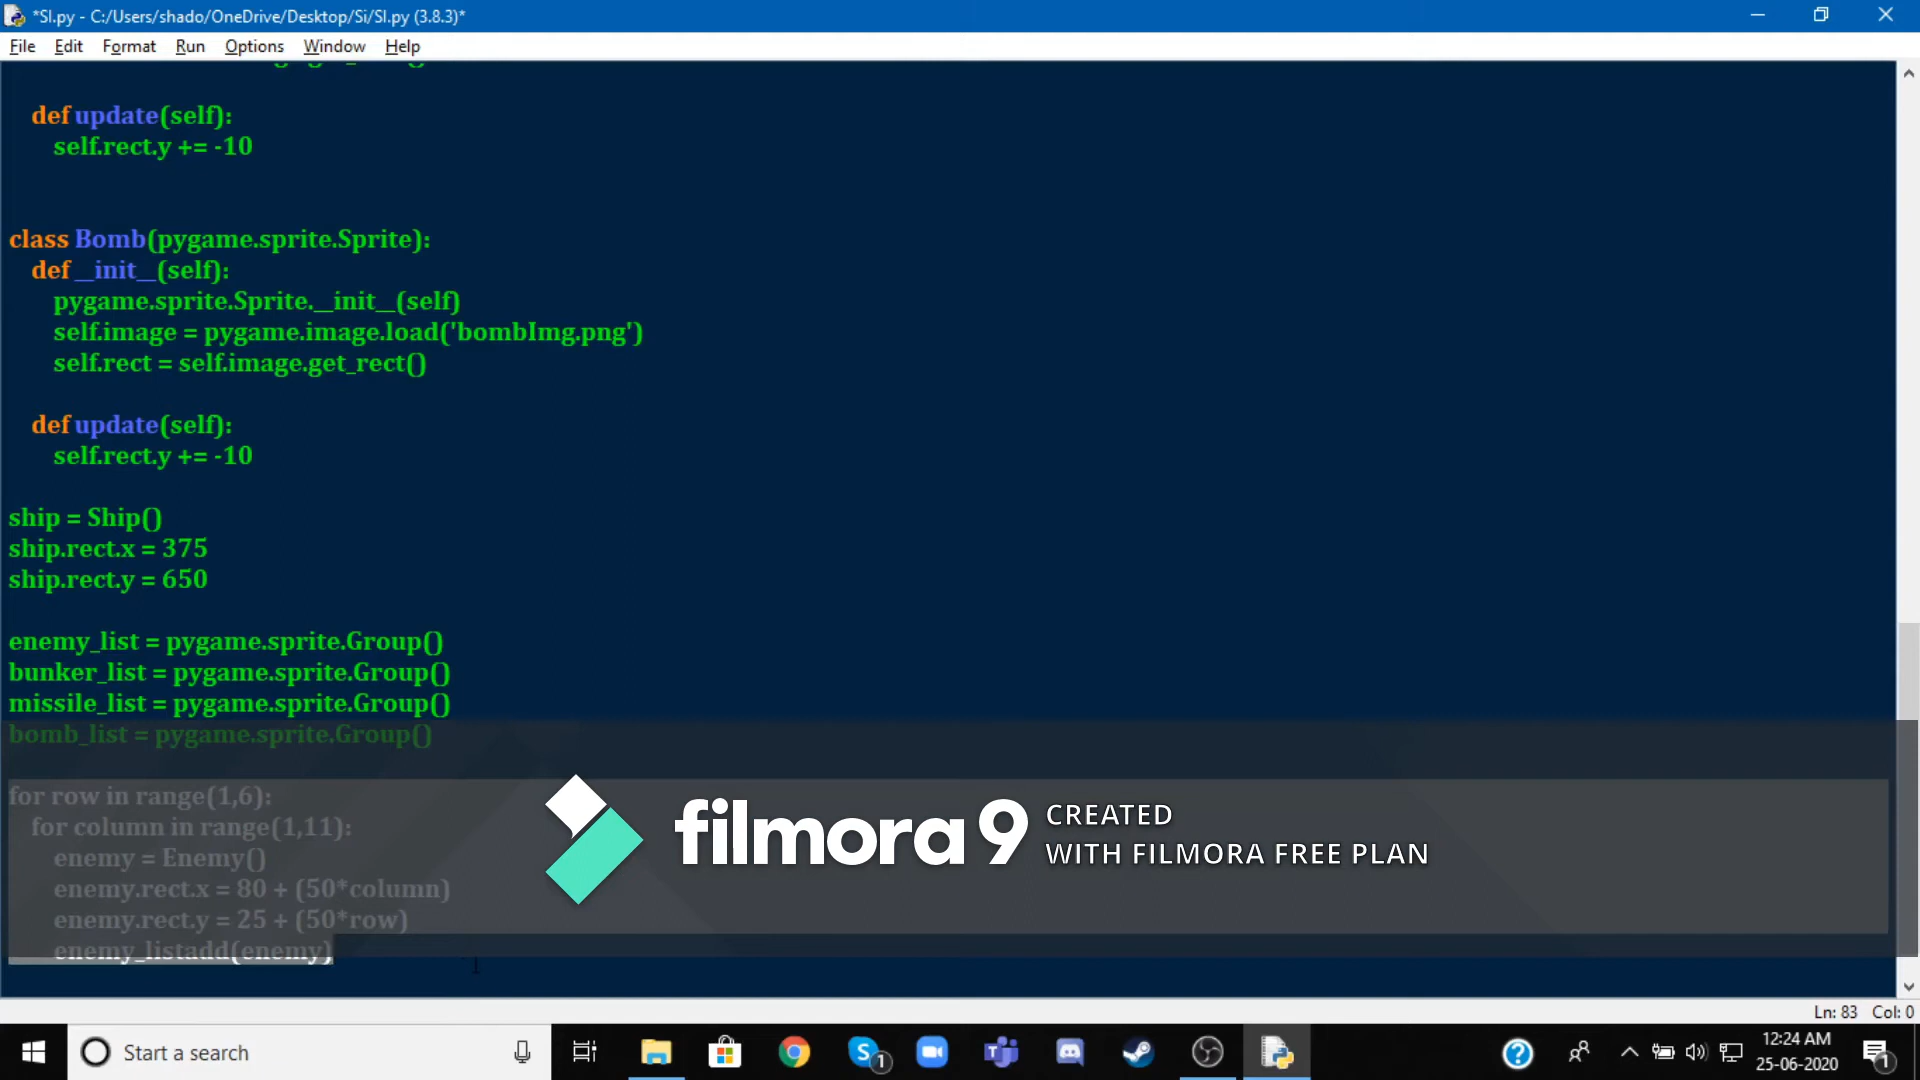 *SI.py - C:/Users/shado/OneDrive/Desktop/Si/SI.py (3.8.3)*
File Edit Format Run Options Window Help
def update(self):
self.rect.y += -10
class Bomb(pygame.sprite.Sprite):
def __init__(self):
pygame.sprite.Sprite.__init__(self)
self.image = pygame.image.load('bombImg.png')
self.rect = self.image.get_rect()
def update(self):
self.rect.y += -10
ship = Ship()
ship.rect.x = 375
ship.rect.y = 650
enemy_list = pygame.sprite.Group()
bunker_list = pygame.sprite.Group()
missile_list = pygame.sprite.Group()
bomb_list = pygame.sprite.Group()
for row in range(1,6):
for column in range(1,11):
enemy = Enemy()
enemy.rect.x = 80 + (50*column)
enemy.rect.y = 25 + (50*row)
enemy_listadd(enemy)
filmora 9 CREATED
WITH FILMORA FREE PLAN
Ln: 83 Col: 0
Start a search
1
12:24 AM
25-06-2020
1